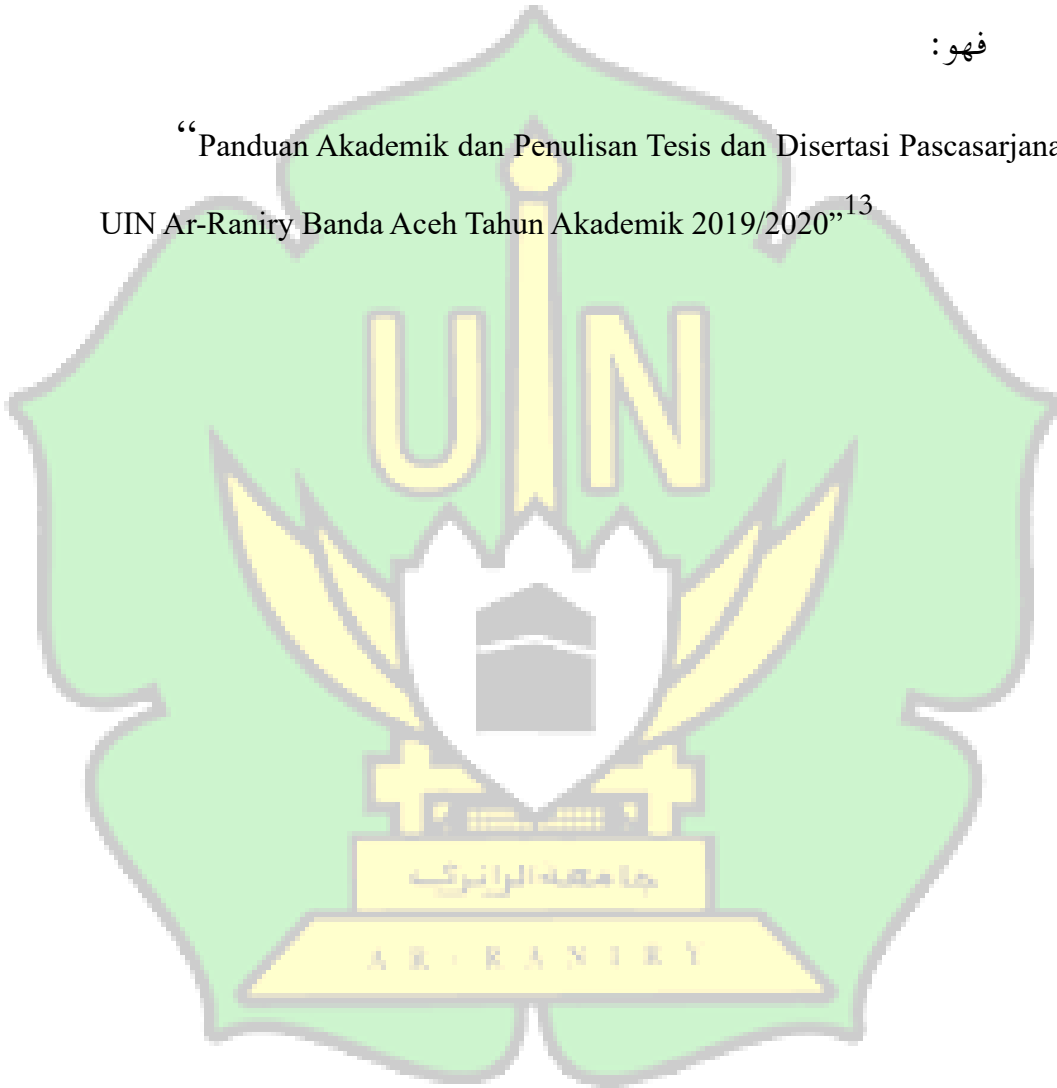 فهو:
“Panduan Akademik dan Penulisan Tesis dan Disertasi Pascasarjana
UIN Ar-Raniry Banda Aceh Tahun Akademik 2019/2020”13
UIN
جامعة الرانري
AR-RANIRY